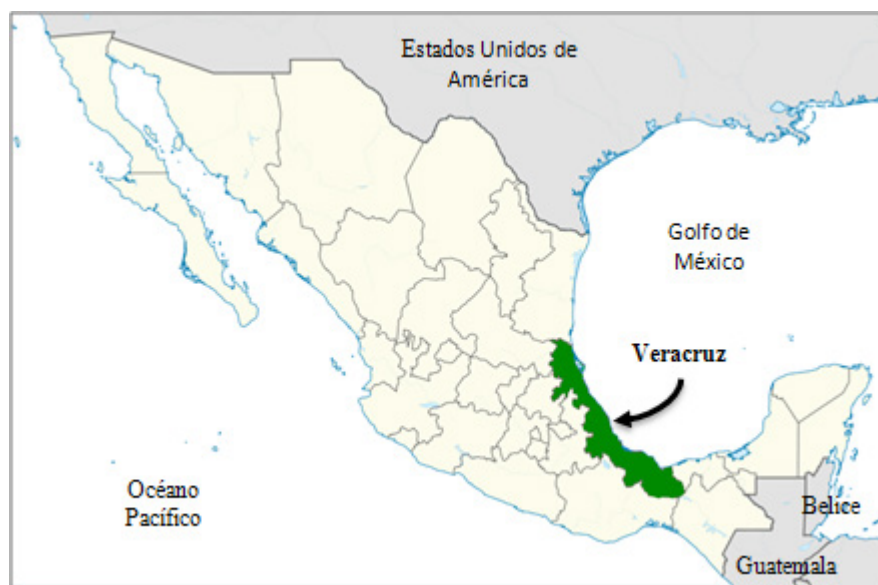 Estados Unidos de
América
Golfo de
México
Veracruz
Océano
Pacífico
Belice
Guatemala